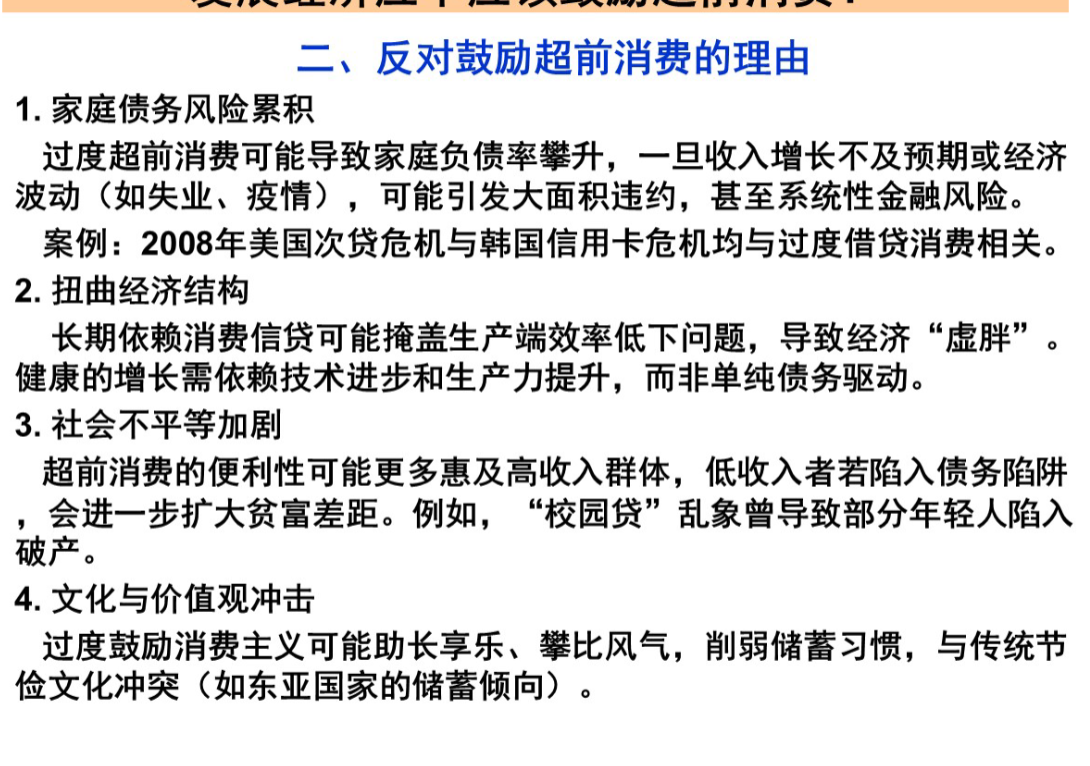 发展经济应不应该鼓励超前消费?
二、反对鼓励超前消费的理由
1. 家庭债务风险累积
过度超前消费可能导致家庭负债率攀升，一旦收入增长不及预期或经济
波动（如失业、疫情），可能引发大面积违约，甚至系统性金融风险。
案例：2008年美国次贷危机与韩国信用卡危机均与过度借贷消费相关。
2. 扭曲经济结构
长期依赖消费信贷可能掩盖生产端效率低下问题，导致经济“虚胖”。
健康的增长需依赖技术进步和生产力提升，而非单纯债务驱动。
3. 社会不平等加剧
超前消费的便利性可能更多惠及高收入群体，低收入者若陷入债务陷阱
，会进一步扩大贫富差距。例如，“校园贷”乱象曾导致部分年轻人陷入
破产。
4. 文化与价值观冲击
过度鼓励消费主义可能助长享乐、攀比风气，削弱储蓄习惯，与传统节
俭文化冲突（如东亚国家的储蓄倾向）。